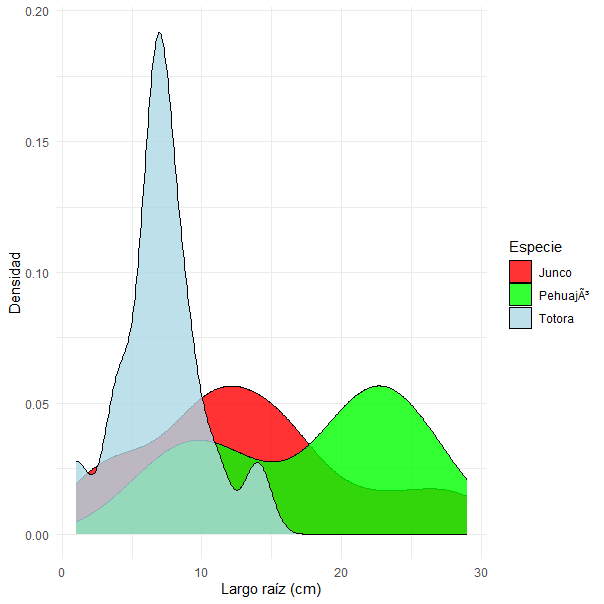 0.20
0.15
0.10
0.05
0.00
Densidad
0
10
20
30
Largo raíz (cm)
Especie
Junco
PehuajÃ³
Totora